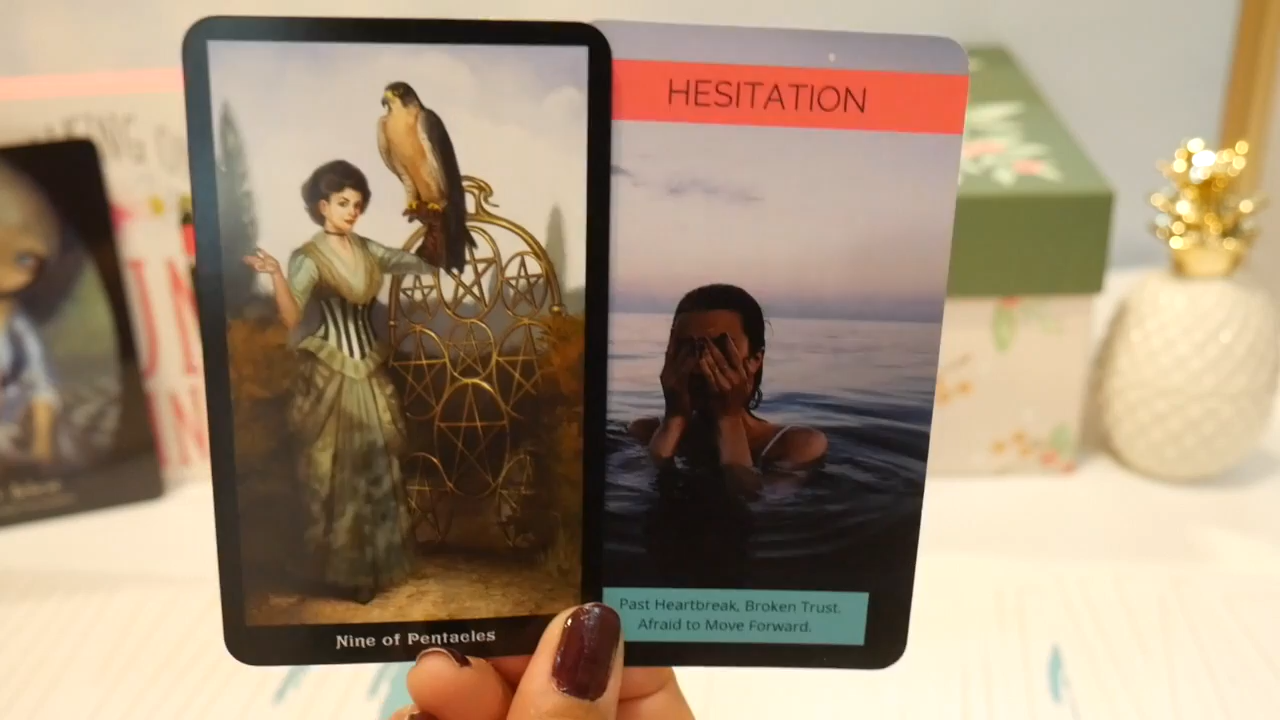 HESITATION
Past Heartbreak, Broken Trust.
Afraid to Move Forward.
Nine of Pentacles